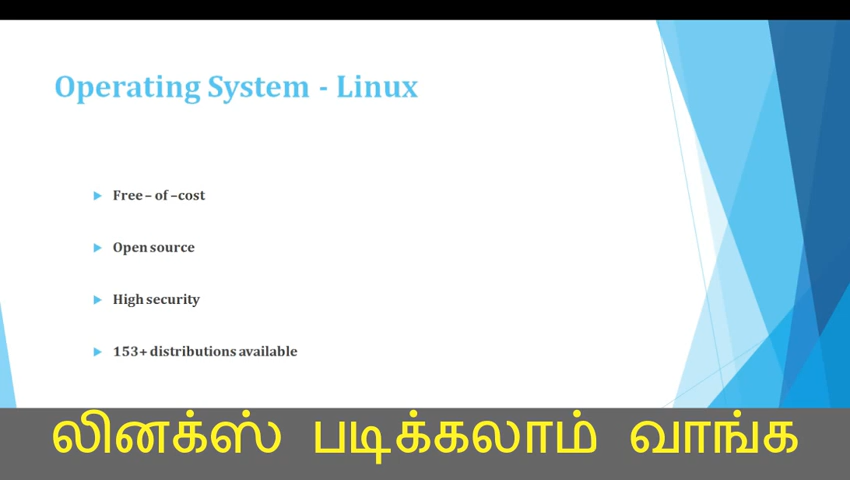 Operating System - Linux
Free – of –cost
Open source
High security
153+ distributions available
லினக்ஸ் படிக்கலாம் வாங்க